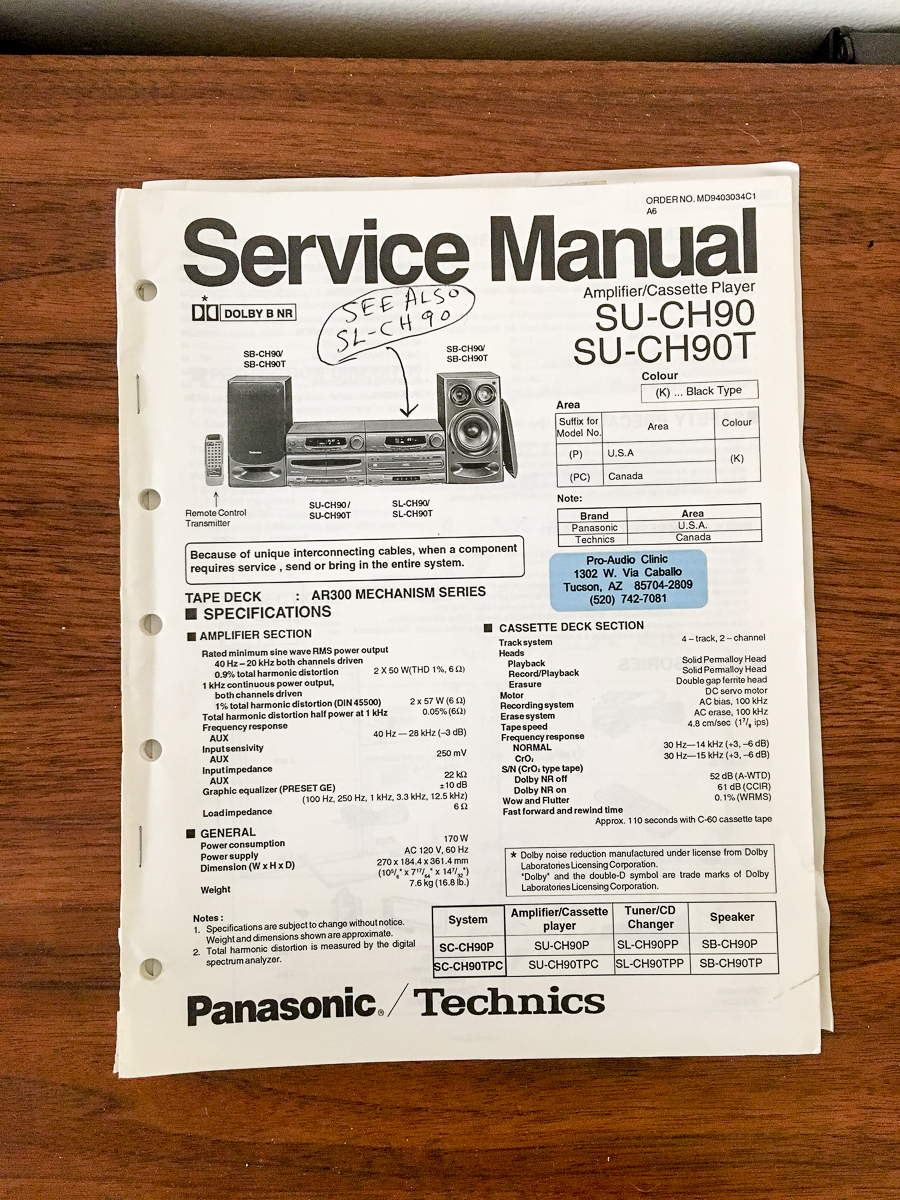 ORDER NO. MD9403034C1
A6
Service Manual
Amplifier/Cassette Player
SU-CH90
SU-CH90T
* DOLBY B NR
SEE ALSO
SL-CH90
SB-CH90/
SB-CH90T
SB-CH90/
SB-CH90T
Remote Control
Transmitter
SU-CH90/
SU-CH90T
SL-CH90/
SL-CH90T
Colour
(K) ... Black Type
Area
Suffix for Model No. Area Colour
(P) U.S.A (K)
(PC) Canada
Note:
Brand Area
Panasonic U.S.A.
Technics Canada
Because of unique interconnecting cables, when a component
requires service , send or bring in the entire system.
Pro-Audio Clinic
1302 W. Via Caballo
Tucson, AZ 85704-2809
(520) 742-7081
TAPE DECK : AR300 MECHANISM SERIES
■ SPECIFICATIONS
■ AMPLIFIER SECTION
Rated minimum sine wave RMS power output
40 Hz – 20 kHz both channels driven
0.9% total harmonic distortion 2 X 50 W(THD 1%, 6 Ω)
1 kHz continuous power output,
both channels driven
1% total harmonic distortion (DIN 45500) 2 x 57 W (6 Ω)
Total harmonic distortion half power at 1 kHz 0.05% (6Ω)
Frequency response
AUX 40 Hz — 28 kHz (–3 dB)
Input sensivity
AUX 250 mV
Input impedance
AUX 22 kΩ
Graphic equalizer (PRESET GE) ±10 dB
(100 Hz, 250 Hz, 1 kHz, 3.3 kHz, 12.5 kHz)
Load impedance 6 Ω
■ GENERAL
Power consumption 170 W
Power supply AC 120 V, 60 Hz
Dimension (W x H x D) 270 x 184.4 x 361.4 mm
(10⁵/₈" x 7¹⁷/₆₄" x 14⁷/₃₂")
Weight 7.6 kg (16.8 lb.)
Notes :
1. Specifications are subject to change without notice.
Weight and dimensions shown are approximate.
2. Total harmonic distortion is measured by the digital
spectrum analyzer.
■ CASSETTE DECK SECTION
Track system 4 – track, 2 – channel
Heads
Playback Solid Permalloy Head
Record/Playback Solid Permalloy Head
Erasure Double gap ferrite head
Motor DC servo motor
Recording system AC bias, 100 kHz
Erase system AC erase, 100 kHz
Tape speed 4.8 cm/sec (1⁷/₈ ips)
Frequency response
NORMAL 30 Hz—14 kHz (+3, –6 dB)
CrO₂ 30 Hz—15 kHz (+3, –6 dB)
S/N (CrO₂ type tape)
Dolby NR off 52 dB (A-WTD)
Dolby NR on 61 dB (CCIR)
Wow and Flutter 0.1% (WRMS)
Fast forward and rewind time
Approx. 110 seconds with C-60 cassette tape
* Dolby noise reduction manufactured under license from Dolby
Laboratories Licensing Corporation.
"Dolby" and the double-D symbol are trade marks of Dolby
Laboratories Licensing Corporation.
System Amplifier/Cassette player Tuner/CD Changer Speaker
SC-CH90P SU-CH90P SL-CH90PP SB-CH90P
SC-CH90TPC SU-CH90TPC SL-CH90TPP SB-CH90TP
Panasonic® / Technics